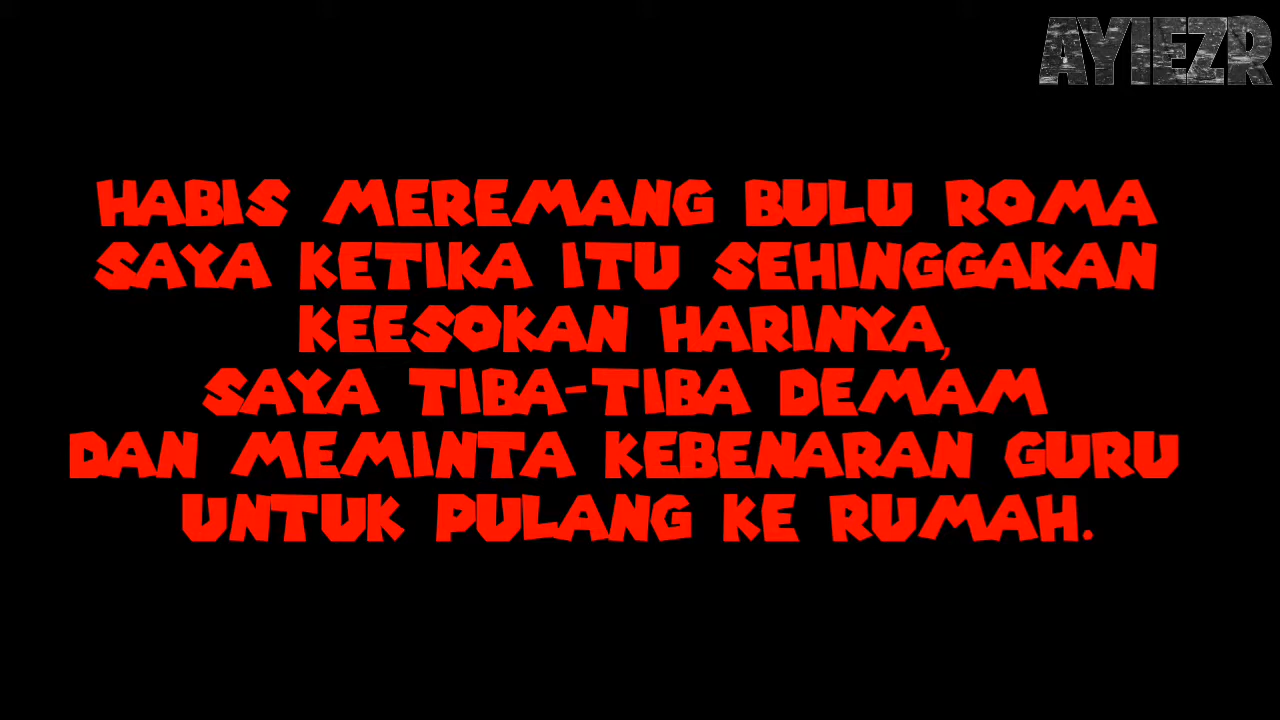 AYIEZR
HABIS MEREMANG BULU ROMA
SAYA KETIKA ITU SEHINGGAKAN
KEESOKAN HARINYA,
SAYA TIBA-TIBA DEMAM
DAN MEMINTA KEBENARAN GURU
UNTUK PULANG KE RUMAH.